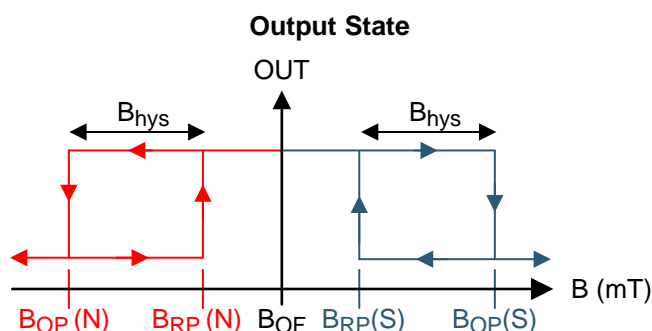 Output State
OUT
Bhys Bhys
B (mT)
BOP(N) BRP(N) BOF BRP(S) BOP(S)